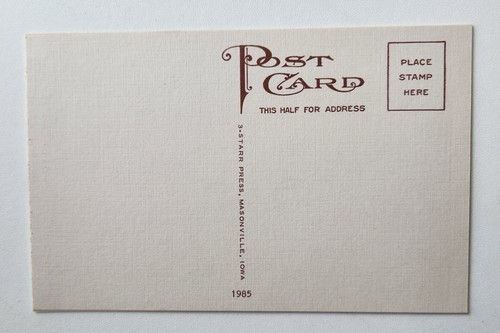 POST
CARD
THIS HALF FOR ADDRESS
PLACE
STAMP
HERE
3-STARR PRESS, MASONVILLE, IOWA
1985